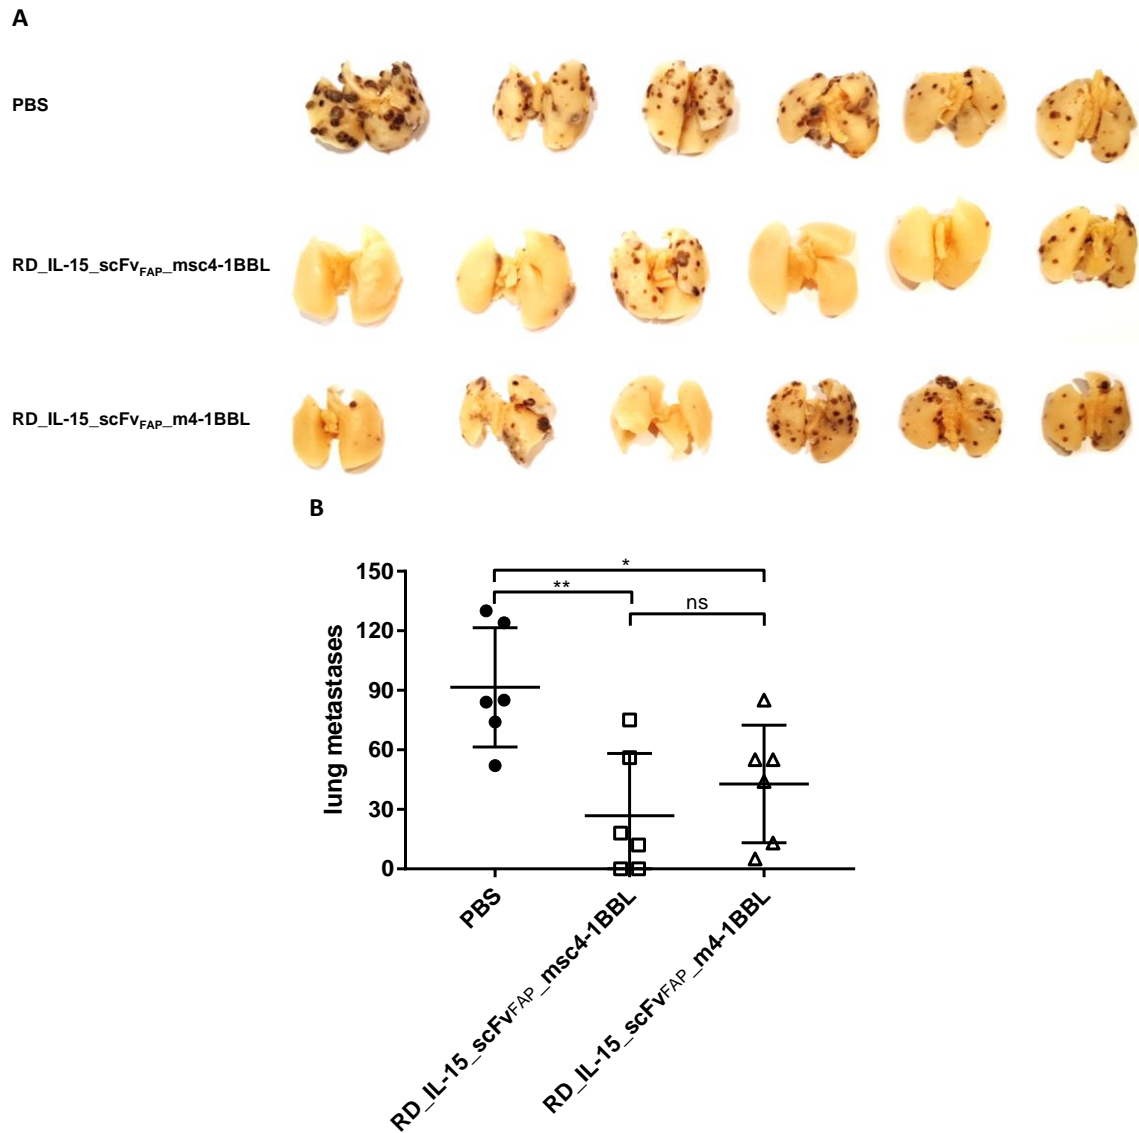 A
PBS
RD_IL-15_scFvFAP_msc4-1BBL
RD_IL-15_scFvFAP_m4-1BBL
B
*
**
ns
150
120
90
60
30
0
lung metastases
PBS
RD_IL-15_scFvFAP_msc4-1BBL
RD_IL-15_scFvFAP_m4-1BBL